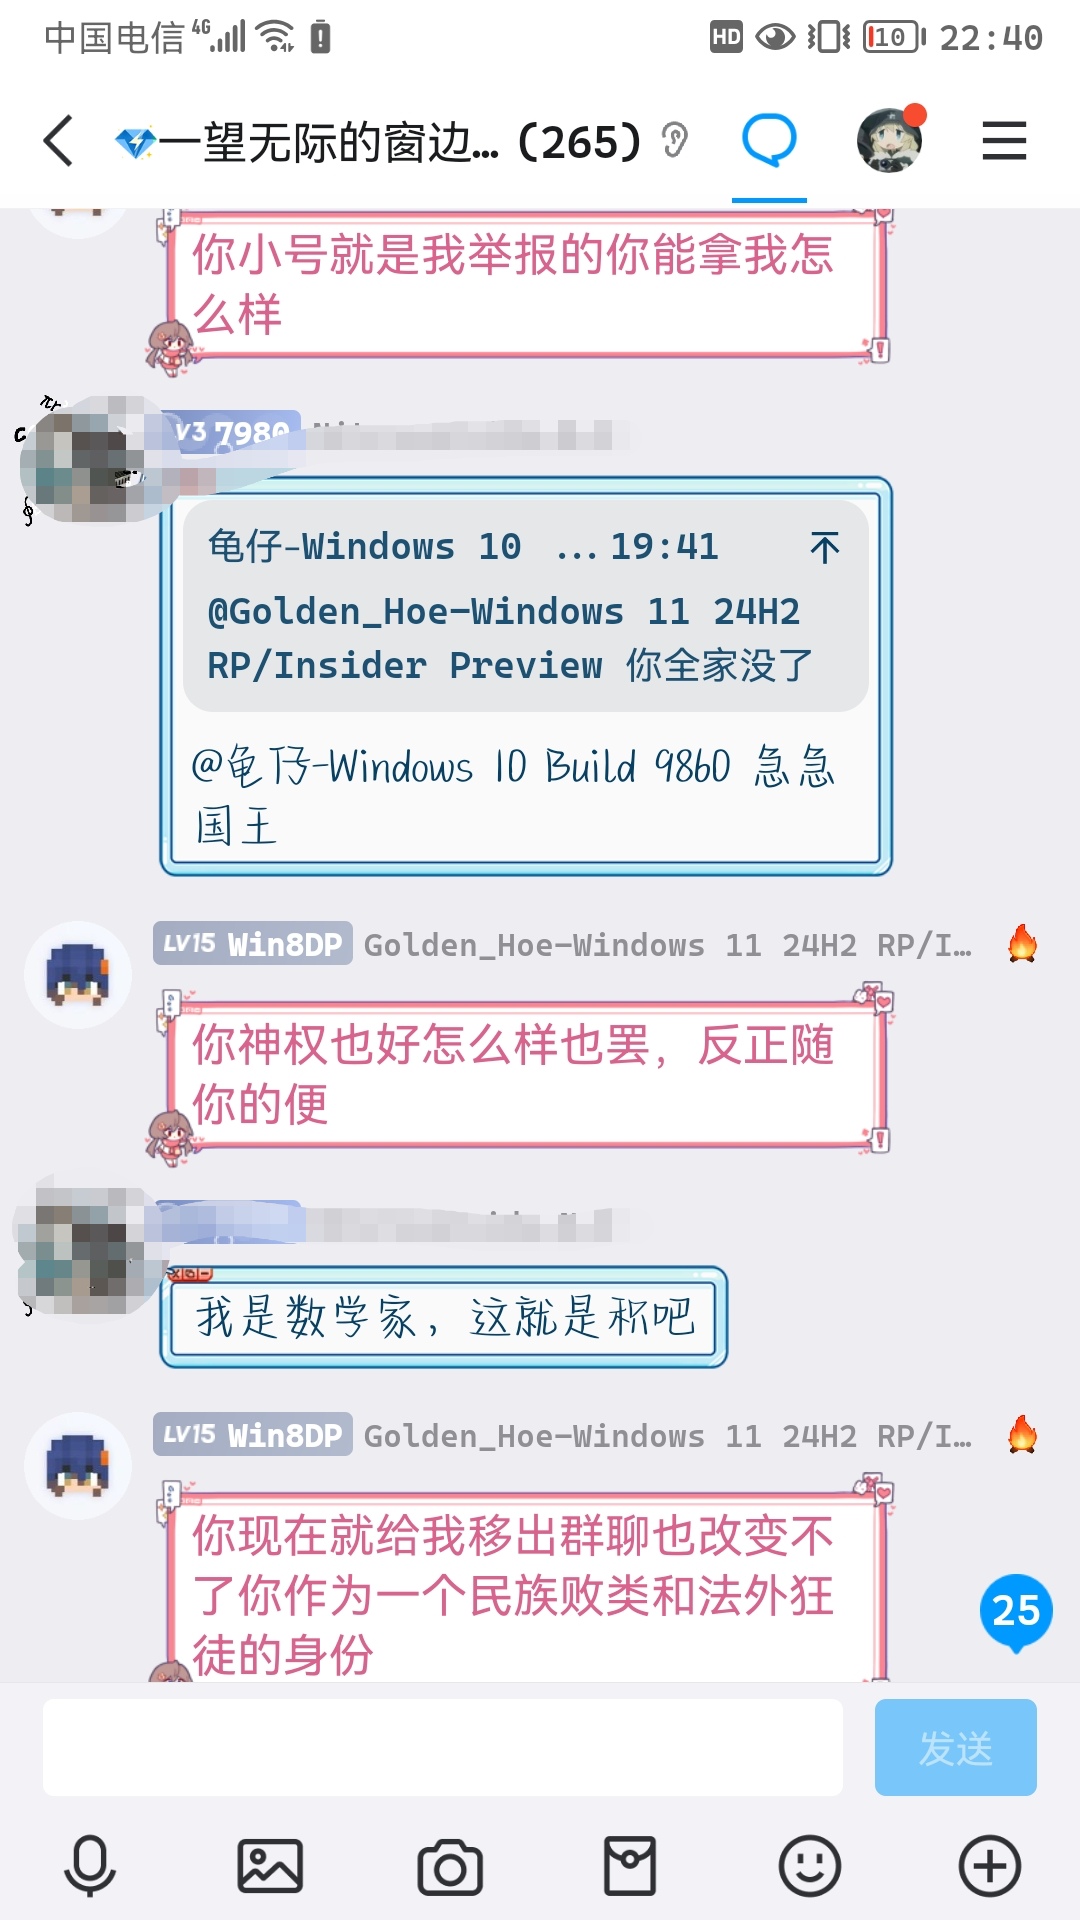 中国电信 4G HD 10 22:40
一望无际的窗边... (265)
你小号就是我举报的你能拿我怎
么样
LV3 7980
龟仔-Windows 10 ...19:41
@Golden_Hoe-Windows 11 24H2
RP/Insider Preview 你全家没了
@龟仔-Windows 10 Build 9860 急急
国王
LV15 Win8DP Golden_Hoe-Windows 11 24H2 RP/I...
你神权也好怎么样也罢，反正随
你的便
我是数学家，这就是积吧
LV15 Win8DP Golden_Hoe-Windows 11 24H2 RP/I...
你现在就给我移出群聊也改变不
了你作为一个民族败类和法外狂
徒的身份
25
发送